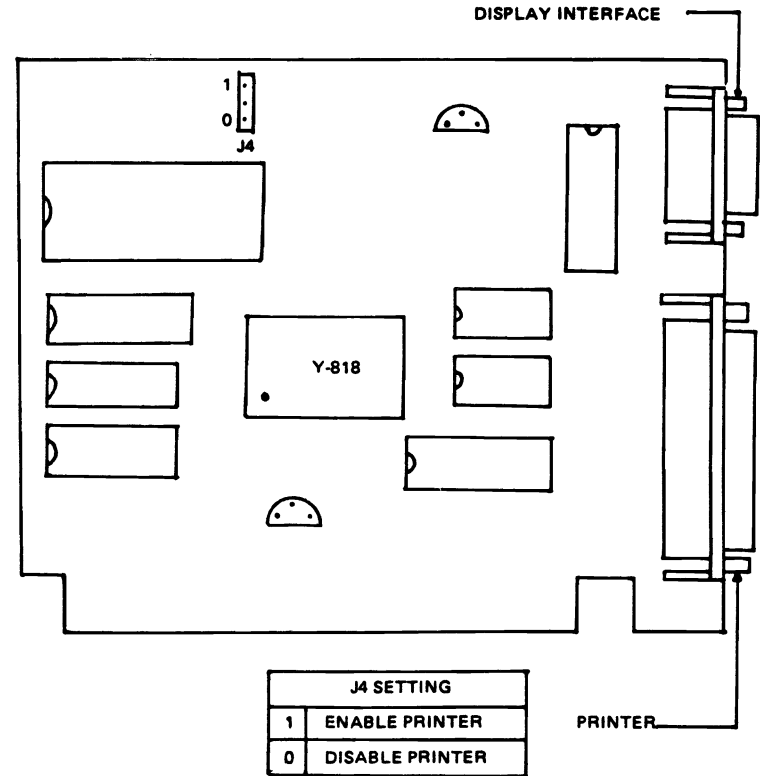 DISPLAY INTERFACE
1
0
J4
Y-818
J4 SETTING
1 ENABLE PRINTER
0 DISABLE PRINTER
PRINTER